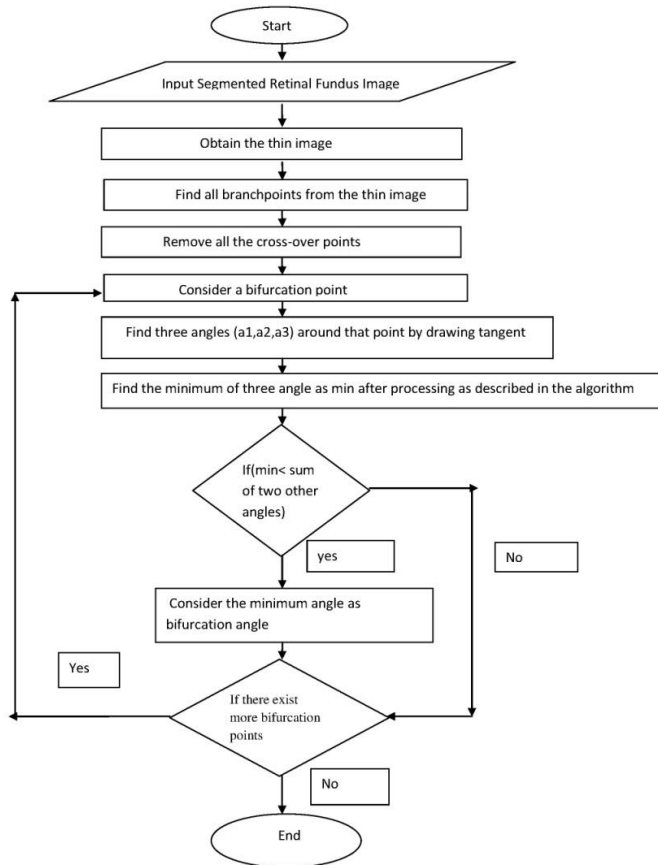 Start
Input Segmented Retinal Fundus Image
Obtain the thin image
Find all branchpoints from the thin image
Remove all the cross-over points
Consider a bifurcation point
Find three angles (a1,a2,a3) around that point by drawing tangent
Find the minimum of three angle as min after processing as described in the algorithm
If(min< sum
of two other
angles)
yes
No
Consider the minimum angle as
bifurcation angle
Yes
If there exist
more bifurcation
points
No
End